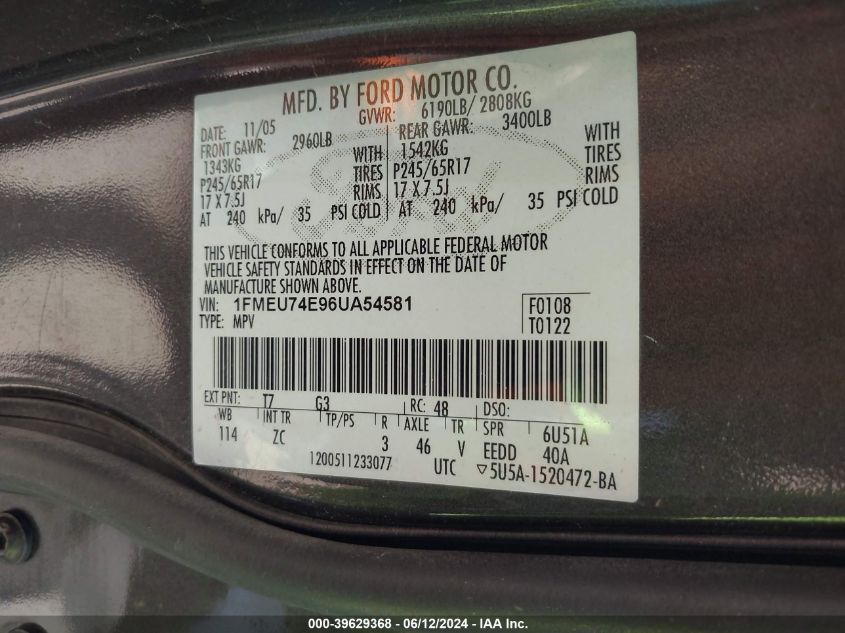 MFD. BY FORD MOTOR CO.
DATE: 11/05 GVWR: 6190LB/ 2808KG
FRONT GAWR: 2960LB REAR GAWR: 3400LB
1343KG WITH 1542KG WITH
P245/65R17 TIRES P245/65R17 TIRES
17 X 7.5J RIMS 17 X 7.5J RIMS
AT 240 kPa/ 35 PSI COLD AT 240 kPa/ 35 PSI COLD
THIS VEHICLE CONFORMS TO ALL APPLICABLE FEDERAL MOTOR
VEHICLE SAFETY STANDARDS IN EFFECT ON THE DATE OF
MANUFACTURE SHOWN ABOVE.
VIN: 1FMEU74E96UA54581 F0108
TYPE: MPV T0122
EXT PNT: T7 G3 RC: 48 DSO:
WB INT TR TP/PS R AXLE TR SPR 6U51A
114 ZC 3 46 V EEDD 40A
1200511233077 UTC ▽5U5A-1520472-BA
000-39629368 - 06/12/2024 - IAA Inc.